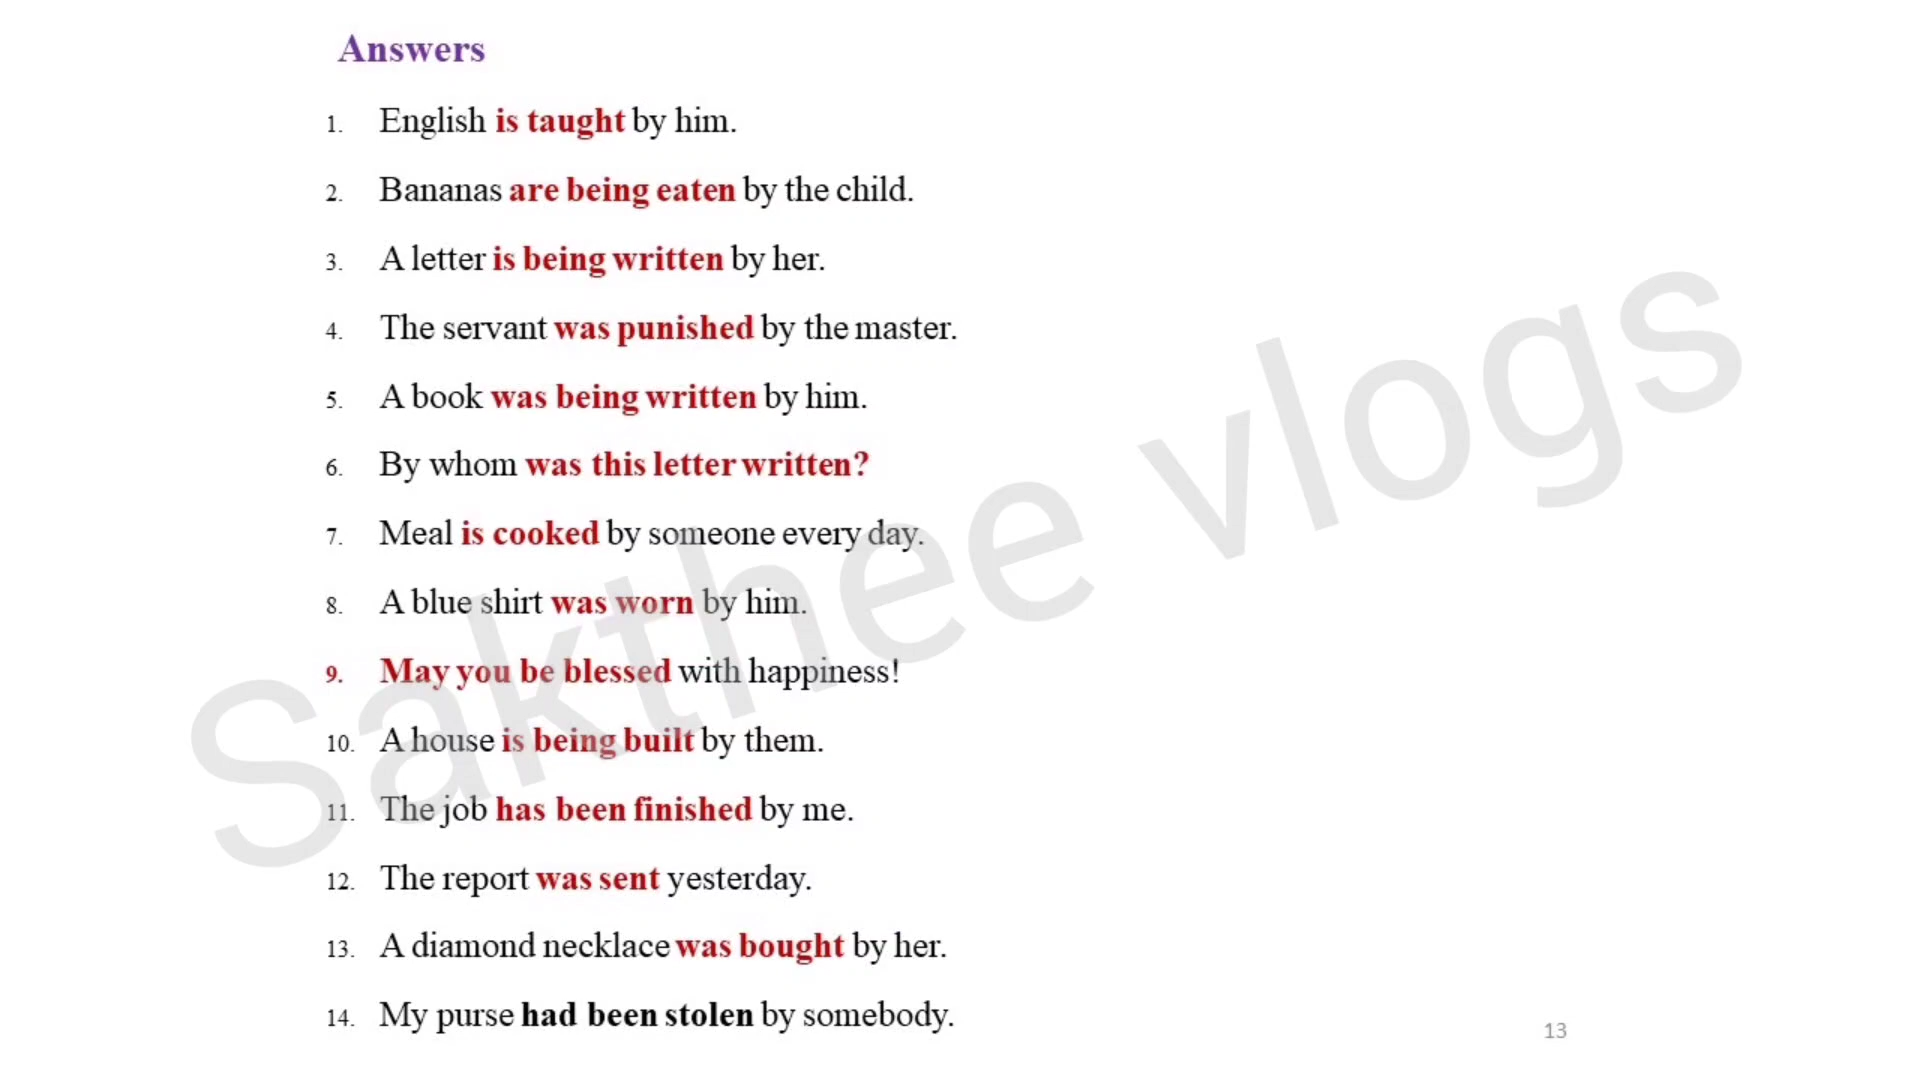 Answers
1. English is taught by him.
2. Bananas are being eaten by the child.
3. A letter is being written by her.
4. The servant was punished by the master.
5. A book was being written by him.
6. By whom was this letter written?
7. Meal is cooked by someone every day.
8. A blue shirt was worn by him.
9. May you be blessed with happiness!
10. A house is being built by them.
11. The job has been finished by me.
12. The report was sent yesterday.
13. A diamond necklace was bought by her.
14. My purse had been stolen by somebody.
13
Sakthee vlogs